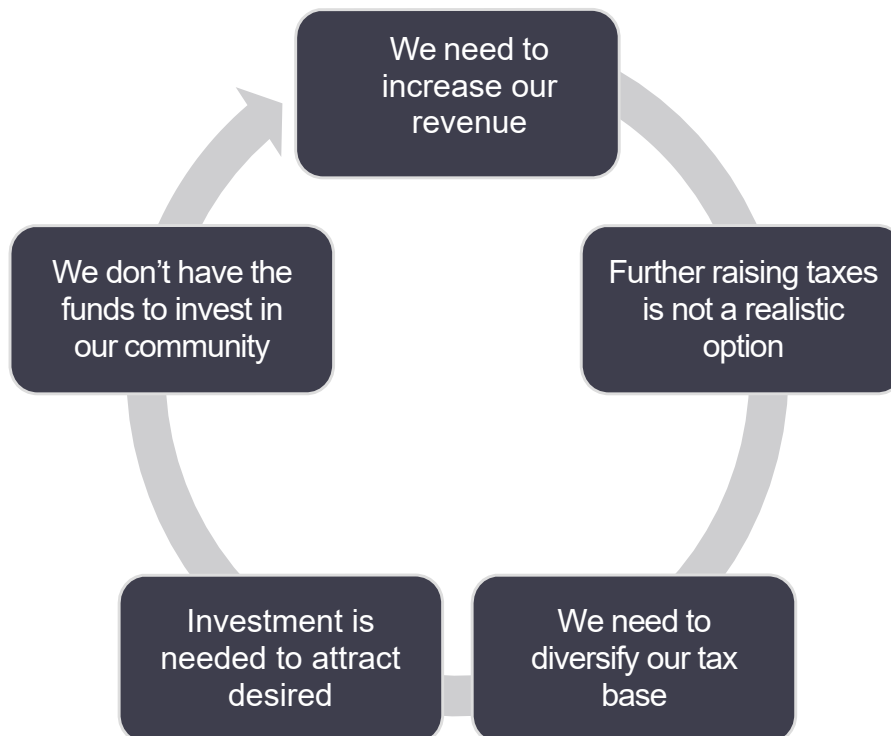 We need to
increase our
revenue
Further raising taxes
is not a realistic
option
We need to
diversify our tax
base
Investment is
needed to attract
desired
We don’t have the
funds to invest in
our community